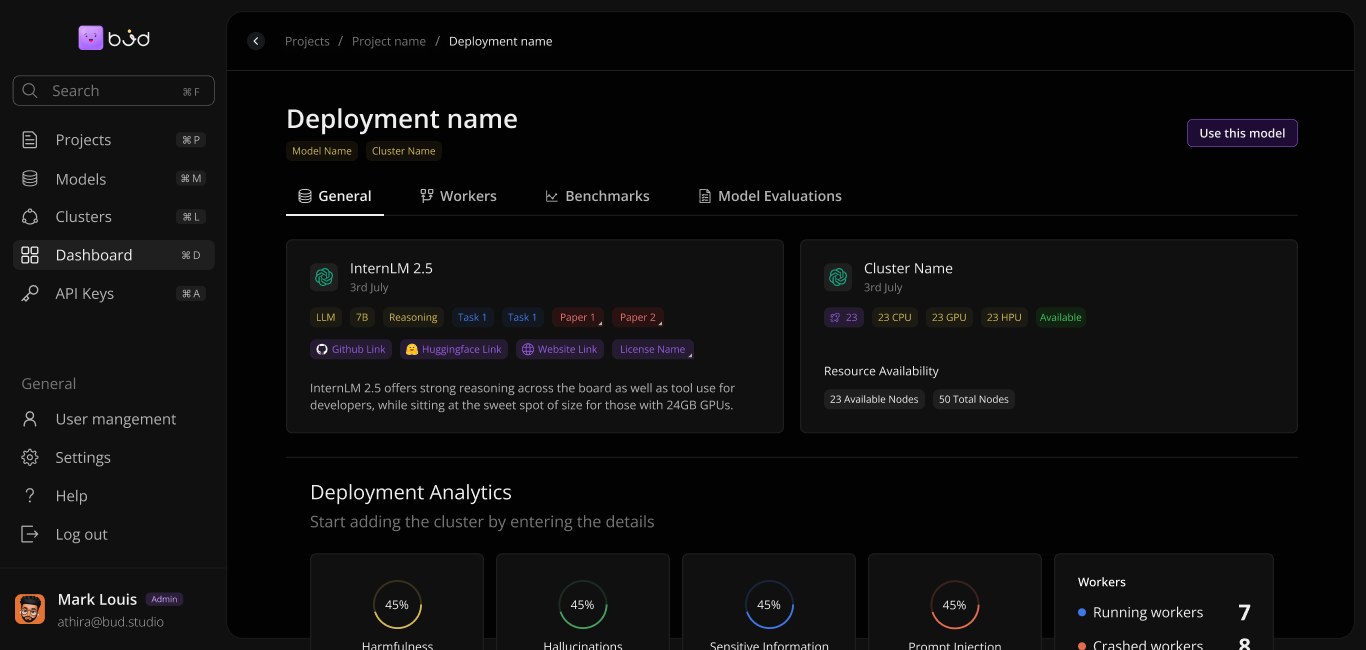 bud
Search ⌘ F
Projects ⌘ P
Models ⌘ M
Clusters ⌘ L
Dashboard ⌘ D
API Keys ⌘ A
General
User mangement
Settings
Help
Log out
Mark Louis Admin
athira@bud.studio
Projects / Project name / Deployment name
Deployment name
Model Name Cluster Name
Use this model
General Workers Benchmarks Model Evaluations
InternLM 2.5
3rd July
LLM 7B Reasoning Task 1 Task 1 Paper 1 Paper 2
Github Link Huggingface Link Website Link License Name
InternLM 2.5 offers strong reasoning across the board as well as tool use for
developers, while sitting at the sweet spot of size for those with 24GB GPUs.
Cluster Name
3rd July
23 23 CPU 23 GPU 23 HPU Available
Resource Availability
23 Available Nodes 50 Total Nodes
Deployment Analytics
Start adding the cluster by entering the details
45%
Harmfulness
45%
Hallucinations
45%
Sensitive Information
45%
Prompt Injection
Workers
Running workers 7
Crashed workers 8